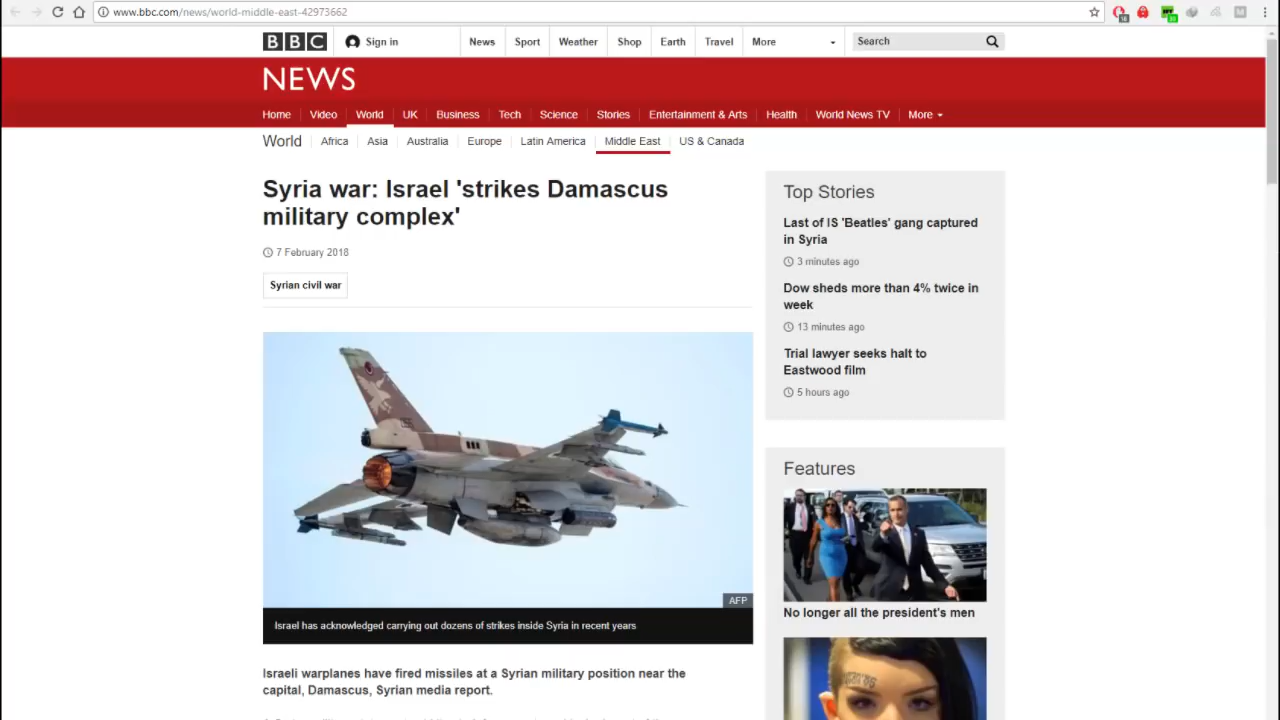 www.bbc.com/news/world-middle-east-42973662
BBC Sign in News Sport Weather Shop Earth Travel More Search
NEWS
Home Video World UK Business Tech Science Stories Entertainment & Arts Health World News TV More
World Africa Asia Australia Europe Latin America Middle East US & Canada
Syria war: Israel 'strikes Damascus
military complex'
7 February 2018
Syrian civil war
AFP
Israel has acknowledged carrying out dozens of strikes inside Syria in recent years
Israeli warplanes have fired missiles at a Syrian military position near the
capital, Damascus, Syrian media report.
Top Stories
Last of IS 'Beatles' gang captured
in Syria
3 minutes ago
Dow sheds more than 4% twice in
week
13 minutes ago
Trial lawyer seeks halt to
Eastwood film
5 hours ago
Features
No longer all the president's men